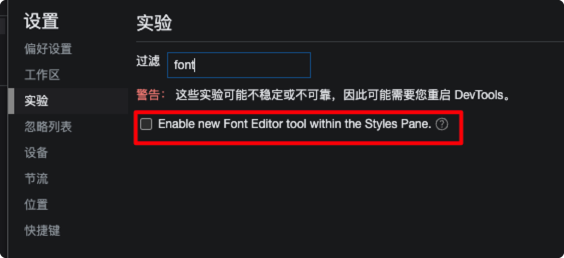 设置
偏好设置
工作区
实验
忽略列表
设备
节流
位置
快捷键
实验
过滤 font
警告： 这些实验可能不稳定或不可靠，因此可能需要您重启 DevTools。
Enable new Font Editor tool within the Styles Pane. ?